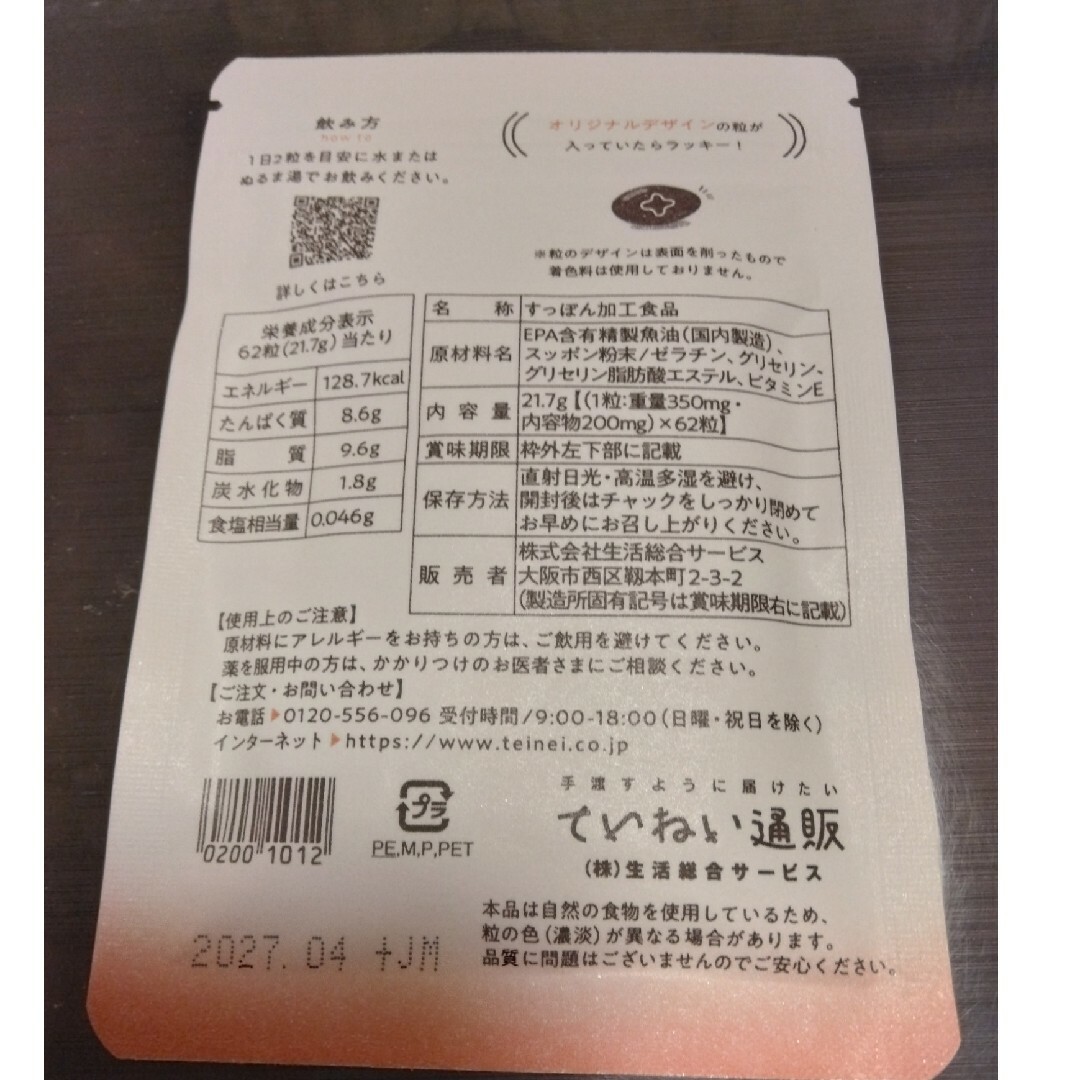 飲み方
how to
1日2粒を目安に水または
ぬるま湯でお飲みください。
詳しくはこちら
オリジナルデザインの粒が
入っていたらラッキー！
※粒のデザインは表面を削ったもので
着色料は使用しておりません。
栄養成分表示
62粒(21.7g)当たり
エネルギー 128.7kcal
たんぱく質 8.6g
脂質 9.6g
炭水化物 1.8g
食塩相当量 0.046g
名称 すっぽん加工食品
原材料名 EPA含有精製魚油(国内製造)、
スッポン粉末/ゼラチン、グリセリン、
グリセリン脂肪酸エステル、ビタミンE
内容量 21.7g【(1粒:重量350mg・
内容物200mg)×62粒】
賞味期限 枠外左下部に記載
保存方法 直射日光・高温多湿を避け、
開封後はチャックをしっかり閉めて
お早めにお召し上がりください。
販売者 株式会社生活総合サービス
大阪市西区靱本町2-3-2
(製造所固有記号は賞味期限右に記載)
【使用上のご注意】
原材料にアレルギーをお持ちの方は、ご飲用を避けてください。
薬を服用中の方は、かかりつけのお医者さまにご相談ください。
【ご注文・お問い合わせ】
お電話▶0120-556-096 受付時間/9:00-18:00(日曜・祝日を除く)
インターネット▶https://www.teinei.co.jp
0200 1012
プラ
PE,M,P,PET
手渡すように届けたい
ていねい通販
(株)生活総合サービス
本品は自然の食物を使用しているため、
粒の色(濃淡)が異なる場合があります。
品質に問題はございませんのでご安心ください。
2027.04 +JM